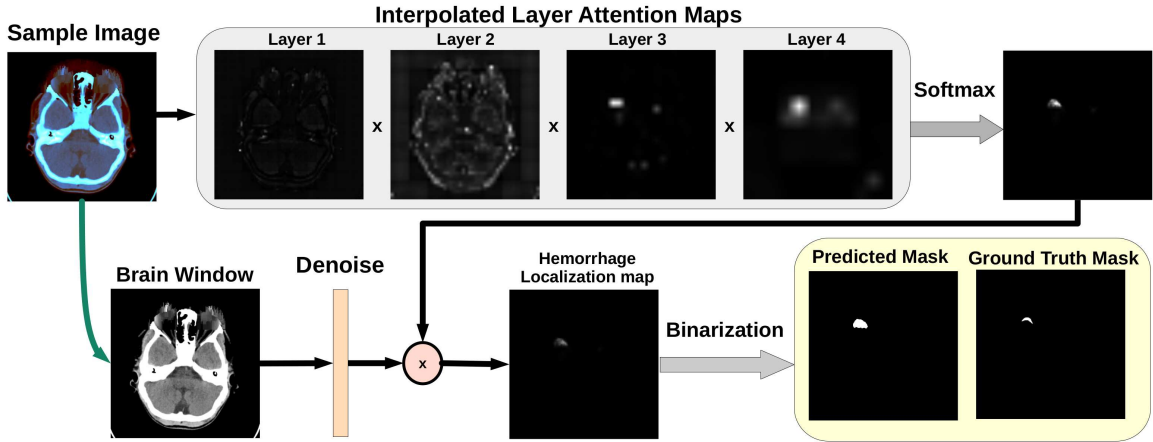 Interpolated Layer Attention Maps
Sample Image
Layer 1
Layer 2
Layer 3
Layer 4
x
x
x
Softmax
Brain Window
Denoise
x
Hemorrhage
Localization map
Binarization
Predicted Mask
Ground Truth Mask